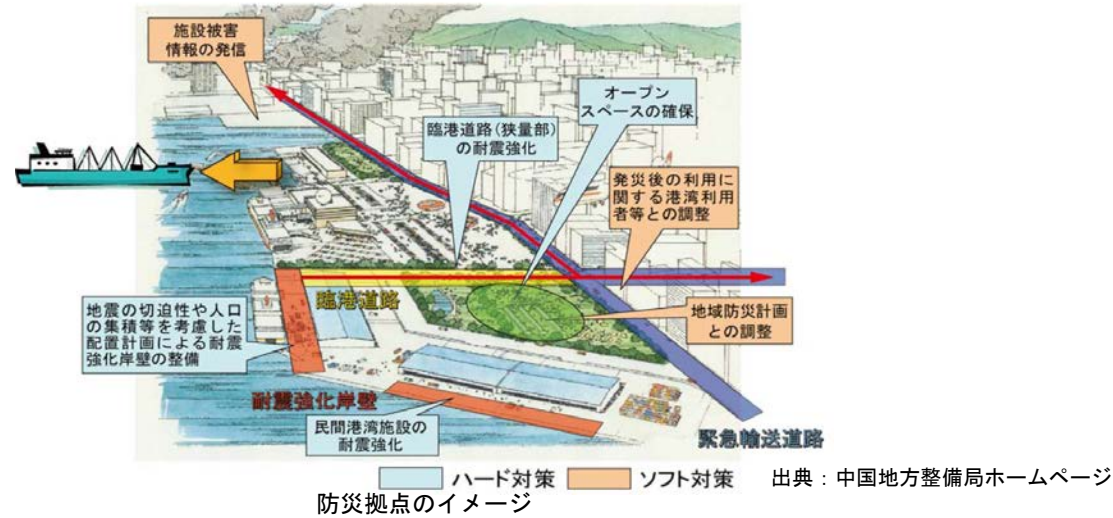 施設被害
情報の発信
オープン
スペースの確保
臨港道路(狭量部)
の耐震強化
発災後の利用に
関する港湾利用
者等との調整
臨港道路
地震の切迫性や人口
の集積等を考慮した
配置計画による耐震
強化岸壁の整備
地域防災計画
との調整
耐震強化岸壁
民間港湾施設の
耐震強化
緊急輸送道路
ハード対策
ソフト対策
出典：中国地方整備局ホームページ
防災拠点のイメージ